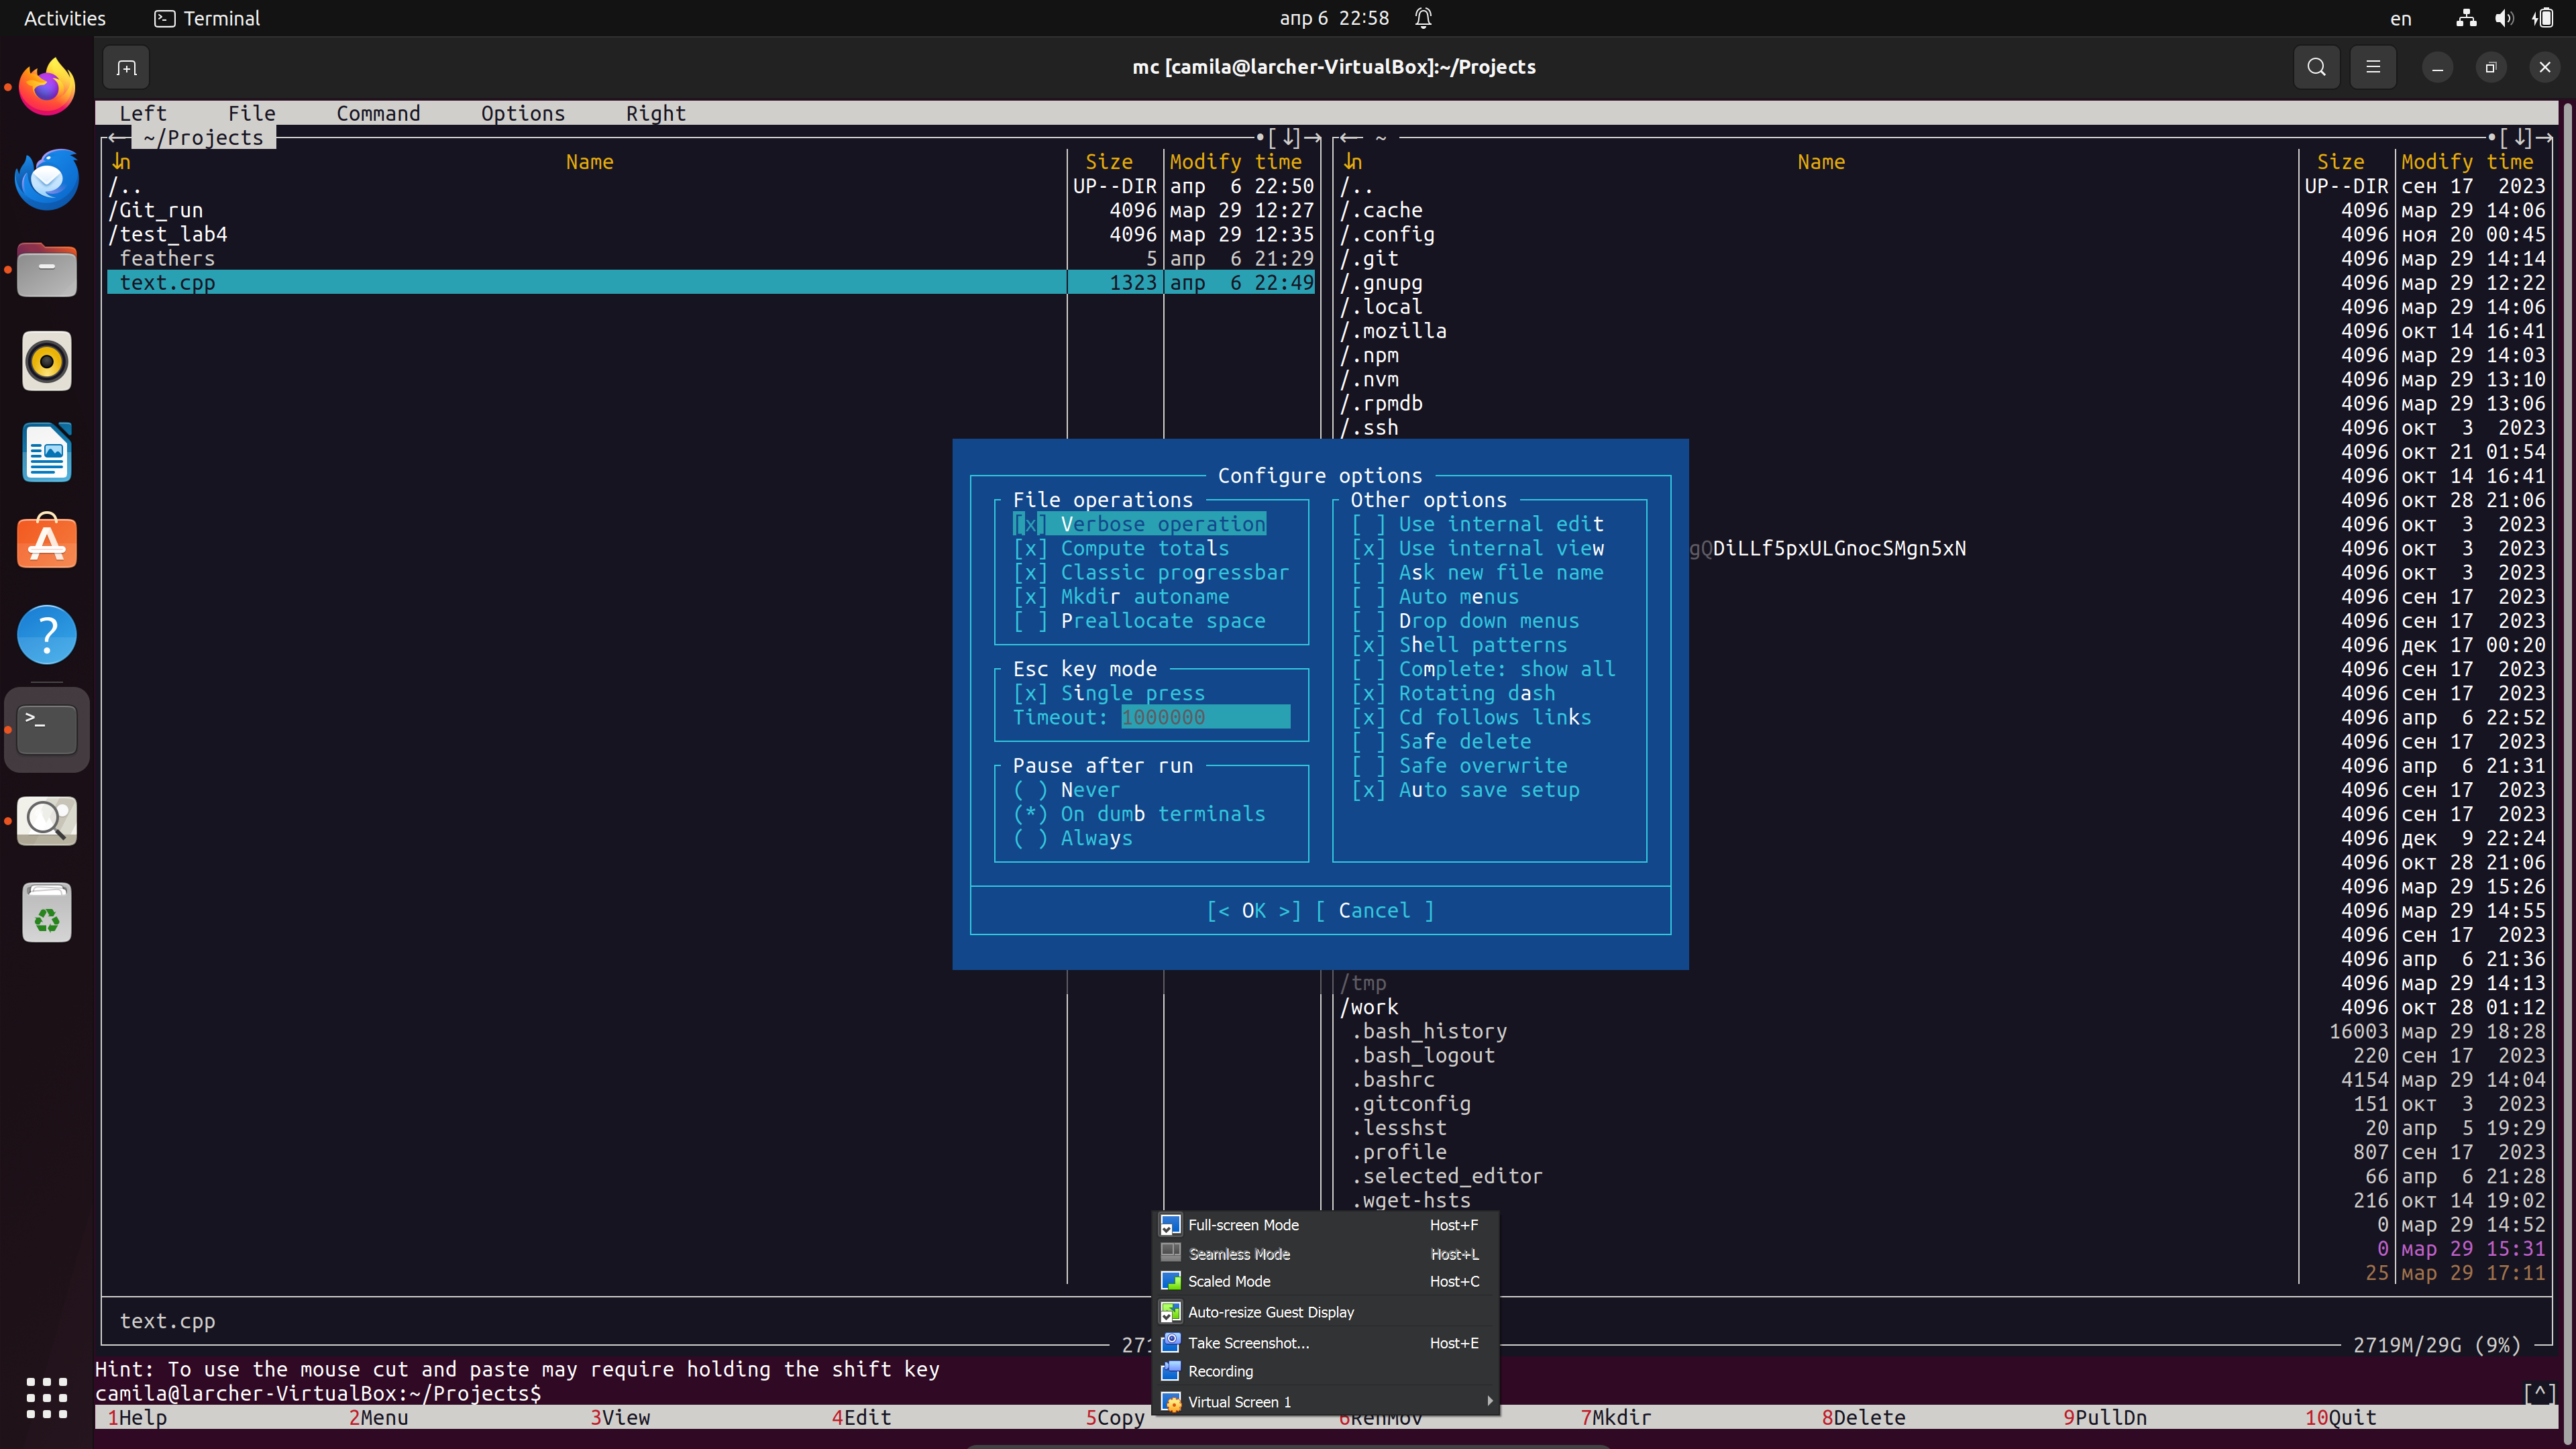 Activities Terminal апр 6 22:58 en
mc [camila@larcher-VirtualBox]:~/Projects
Left File Command Options Right
~/Projects
.n Name Size Modify time
/.. UP--DIR апр 6 22:50
/Git_run 4096 мар 29 12:27
/test_lab4 4096 мар 29 12:35
feathers 5 апр 6 21:29
text.cpp 1323 апр 6 22:49
~
.n Name Size Modify time
/.. UP--DIR сен 17 2023
/.cache 4096 мар 29 14:06
/.config 4096 ноя 20 00:45
/.git 4096 мар 29 14:14
/.gnupg 4096 мар 29 12:22
/.local 4096 мар 29 14:06
/.mozilla 4096 окт 14 16:41
/.npm 4096 мар 29 14:03
/.nvm 4096 мар 29 13:10
/.rpmdb 4096 мар 29 13:06
/.ssh 4096 окт 3 2023
4096 окт 21 01:54
4096 окт 14 16:41
4096 окт 28 21:06
4096 окт 3 2023
gQDiLLf5pxULGnocSMgn5xN 4096 окт 3 2023
4096 окт 3 2023
4096 сен 17 2023
4096 сен 17 2023
4096 дек 17 00:20
4096 сен 17 2023
4096 сен 17 2023
4096 апр 6 22:52
4096 сен 17 2023
4096 апр 6 21:31
4096 сен 17 2023
4096 сен 17 2023
4096 дек 9 22:24
4096 окт 28 21:06
4096 мар 29 15:26
4096 мар 29 14:55
4096 сен 17 2023
4096 апр 6 21:36
/tmp 4096 мар 29 14:13
/work 4096 окт 28 01:12
.bash_history 16003 мар 29 18:28
.bash_logout 220 сен 17 2023
.bashrc 4154 мар 29 14:04
.gitconfig 151 окт 3 2023
.lesshst 20 апр 5 19:29
.profile 807 сен 17 2023
.selected_editor 66 апр 6 21:28
.wget-hsts 216 окт 14 19:02
0 мар 29 14:52
0 мар 29 15:31
25 мар 29 17:11
Configure options
File operations
[x] Verbose operation
[x] Compute totals
[x] Classic progressbar
[x] Mkdir autoname
[ ] Preallocate space
Esc key mode
[x] Single press
Timeout: 1000000
Pause after run
( ) Never
(*) On dumb terminals
( ) Always
Other options
[ ] Use internal edit
[x] Use internal view
[ ] Ask new file name
[ ] Auto menus
[ ] Drop down menus
[x] Shell patterns
[ ] Complete: show all
[x] Rotating dash
[x] Cd follows links
[ ] Safe delete
[ ] Safe overwrite
[x] Auto save setup
[< OK >] [ Cancel ]
Full-screen Mode Host+F
Seamless Mode Host+L
Scaled Mode Host+C
Auto-resize Guest Display
Take Screenshot... Host+E
Recording
Virtual Screen 1
text.cpp
271
2719M/29G (9%)
Hint: To use the mouse cut and paste may require holding the shift key
camila@larcher-VirtualBox:~/Projects$ [^]
1Help 2Menu 3View 4Edit 5Copy 6RenMov 7Mkdir 8Delete 9PullDn 10Quit